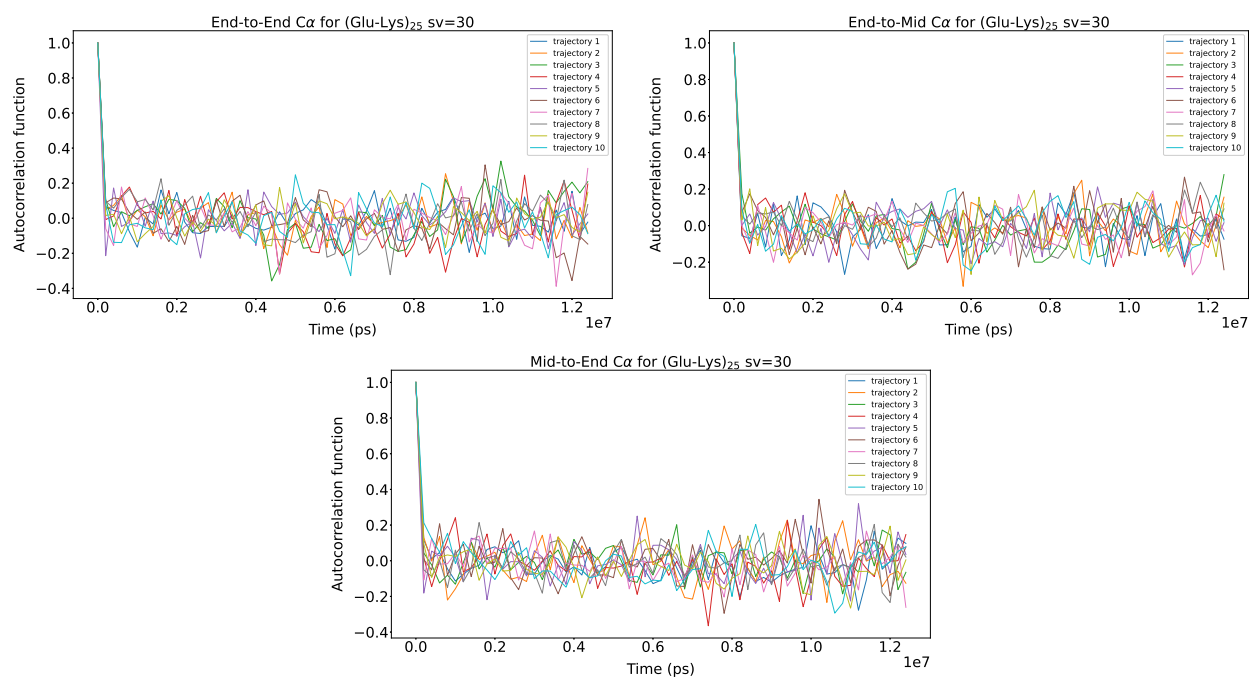 End-to-End Cα for (Glu-Lys)₂₅ sv=30
Autocorrelation function
1.0
0.8
0.6
0.4
0.2
0.0
−0.2
−0.4
trajectory 1
trajectory 2
trajectory 3
trajectory 4
trajectory 5
trajectory 6
trajectory 7
trajectory 8
trajectory 9
trajectory 10
0.0 0.2 0.4 0.6 0.8 1.0 1.2
1e7
Time (ps)
End-to-Mid Cα for (Glu-Lys)₂₅ sv=30
Autocorrelation function
1.0
0.8
0.6
0.4
0.2
0.0
−0.2
trajectory 1
trajectory 2
trajectory 3
trajectory 4
trajectory 5
trajectory 6
trajectory 7
trajectory 8
trajectory 9
trajectory 10
0.0 0.2 0.4 0.6 0.8 1.0 1.2
1e7
Time (ps)
Mid-to-End Cα for (Glu-Lys)₂₅ sv=30
Autocorrelation function
1.0
0.8
0.6
0.4
0.2
0.0
−0.2
−0.4
trajectory 1
trajectory 2
trajectory 3
trajectory 4
trajectory 5
trajectory 6
trajectory 7
trajectory 8
trajectory 9
trajectory 10
0.0 0.2 0.4 0.6 0.8 1.0 1.2
1e7
Time (ps)